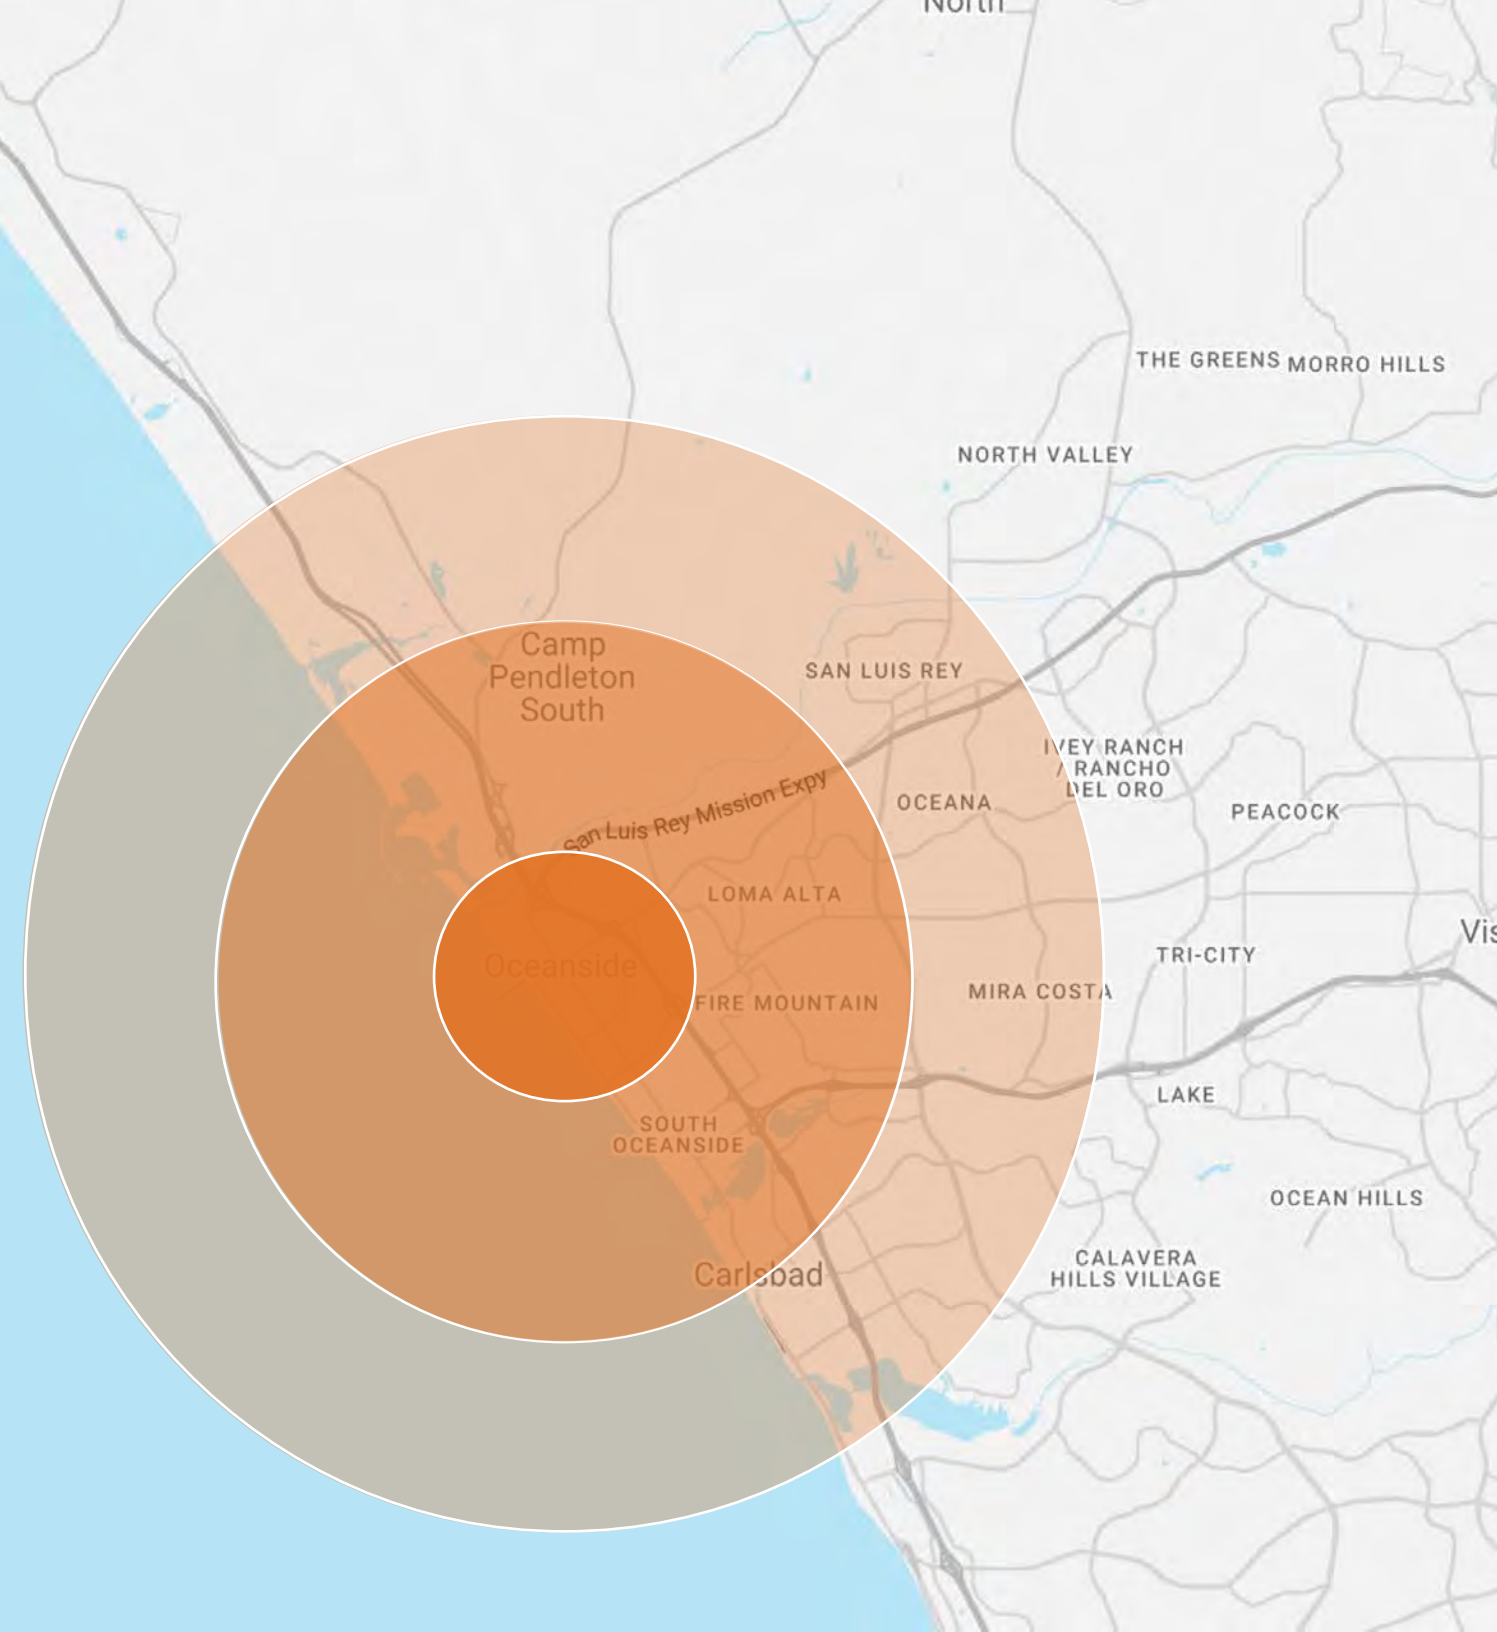 North
THE GREENS
MORRO HILLS
NORTH VALLEY
Camp
Pendleton
South
SAN LUIS REY
IVEY RANCH
/ RANCHO
DEL ORO
San Luis Rey Mission Expy
OCEANA
PEACOCK
LOMA ALTA
Vis
TRI-CITY
Oceanside
MIRA COSTA
FIRE MOUNTAIN
LAKE
SOUTH
OCEANSIDE
OCEAN HILLS
CALAVERA
HILLS VILLAGE
Carlsbad